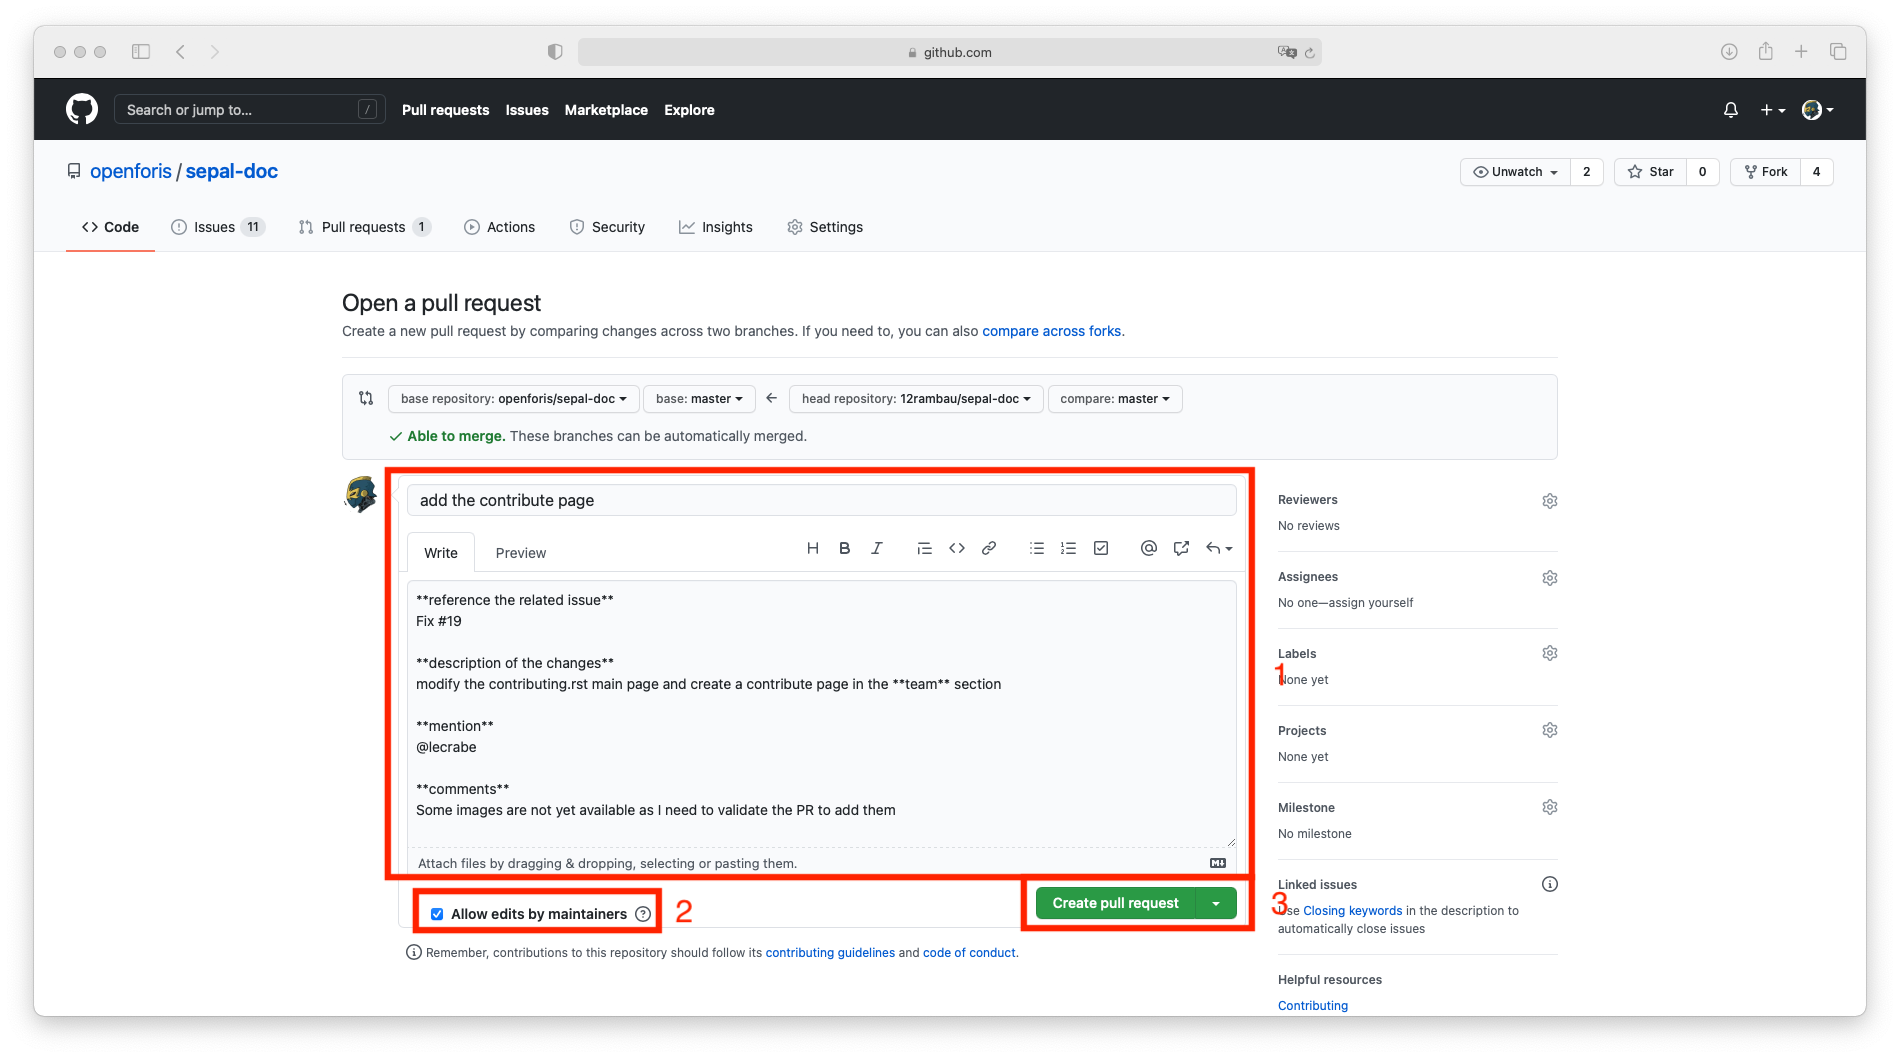 github.com
Search or jump to... /
Pull requests Issues Marketplace Explore
openforis / sepal-doc
Unwatch 2 Star 0 Fork 4
Code Issues 11 Pull requests 1 Actions Security Insights Settings
Open a pull request
Create a new pull request by comparing changes across two branches. If you need to, you can also compare across forks.
base repository: openforis/sepal-doc base: master head repository: 12rambau/sepal-doc compare: master
Able to merge. These branches can be automatically merged.
add the contribute page
Write Preview
**reference the related issue**
Fix #19
**description of the changes**
modify the contributing.rst main page and create a contribute page in the **team** section
**mention**
@lecrabe
**comments**
Some images are not yet available as I need to validate the PR to add them
Attach files by dragging & dropping, selecting or pasting them.
Allow edits by maintainers
2
Create pull request
Remember, contributions to this repository should follow its contributing guidelines and code of conduct.
Reviewers
No reviews
Assignees
No one—assign yourself
Labels
1
None yet
Projects
None yet
Milestone
No milestone
Linked issues
3
Use Closing keywords in the description to
automatically close issues
Helpful resources
Contributing